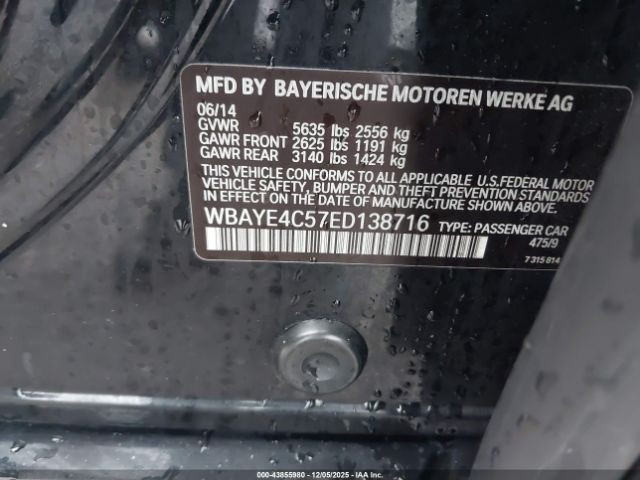 MFD BY BAYERISCHE MOTOREN WERKE AG
06/14
GVWR 5635 lbs 2556 kg
GAWR FRONT 2625 lbs 1191 kg
GAWR REAR 3140 lbs 1424 kg
THIS VEHICLE CONFORMS TO ALL APPLICABLE U.S.FEDERAL MOTOR
VEHICLE SAFETY, BUMPER AND THEFT PREVENTION STANDARDS
IN EFFECT ON THE DATE OF MANUFACTURE SHOWN ABOVE.
WBAYE4C57ED138716 TYPE: PASSENGER CAR
475/9
7 315 814
000-43855980 - 12/05/2025 - IAAI.COM